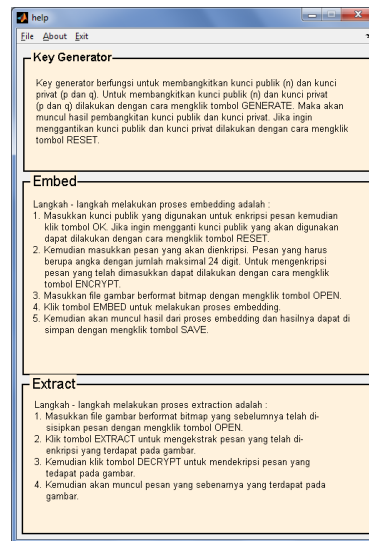 help
File About Exit
Key Generator
Key generator berfungsi untuk membangkitkan kunci publik (n) dan kunci
privat (p dan q). Untuk membangkitkan kunci publik (n) dan kunci privat
(p dan q) dilakukan dengan cara mengklik tombol GENERATE. Maka akan
muncul hasil pembangkitan kunci publik dan kunci privat. Jika ingin
menggantikan kunci publik dan kunci privat dilakukan dengan cara mengklik
tombol RESET.
Embed
Langkah - langkah melakukan proses embedding adalah :
1. Masukkan kunci publik yang digunakan untuk enkripsi pesan kemudian
klik tombol OK. Jika ingin mengganti kunci publik yang akan digunakan
dapat dilakukan dengan cara mengklik tombol RESET.
2. Kemudian masukkan pesan yang akan dienkripsi. Pesan yang harus
berupa angka dengan jumlah maksimal 24 digit. Untuk mengenkripsi
pesan yang telah dimasukkan dapat dilakukan dengan cara mengklik
tombol ENCRYPT.
3. Masukkan file gambar berformat bitmap dengan mengklik tombol OPEN.
4. Klik tombol EMBED untuk melakukan proses embedding.
5. Kemudian akan muncul hasil dari proses embedding dan hasilnya dapat di
simpan dengan mengklik tombol SAVE.
Extract
Langkah - langkah melakukan proses extraction adalah :
1. Masukkan file gambar berformat bitmap yang sebelumnya telah di-
sisipkan pesan dengan mengklik tombol OPEN.
2. Klik tombol EXTRACT untuk mengekstrak pesan yang telah di-
enkripsi yang terdapat pada gambar.
3. Kemudian klik tombol DECRYPT untuk mendekripsi pesan yang
tedapat pada gambar.
4. Kemudian akan muncul pesan yang sebenarnya yang terdapat pada
gambar.